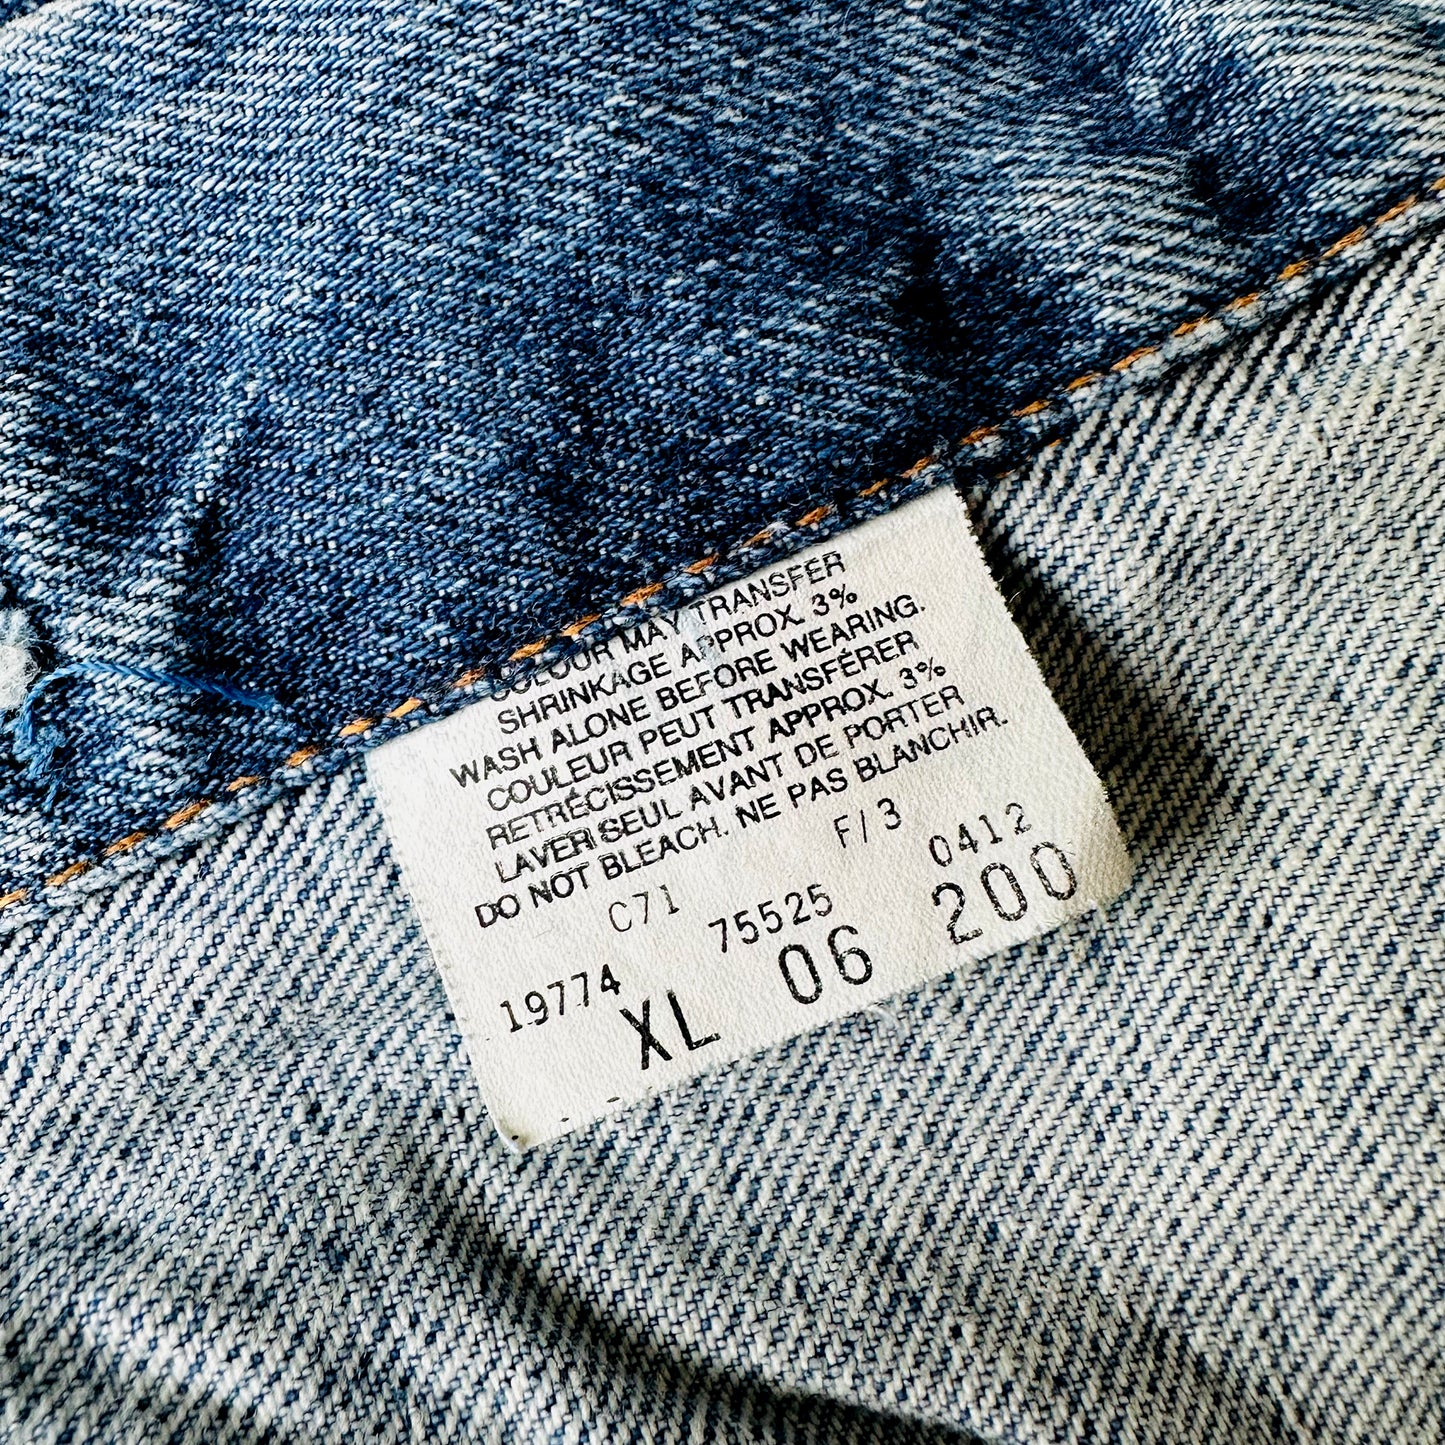 COLOUR MAY TRANSFER
SHRINKAGE APPROX. 3%
WASH ALONE BEFORE WEARING.
COULEUR PEUT TRANSFÉRER
RETRÉCISSEMENT APPROX. 3%
LAVER SEUL AVANT DE PORTER
DO NOT BLEACH. NE PAS BLANCHIR.
C71 F/3
19774 75525 0412
XL 06 200